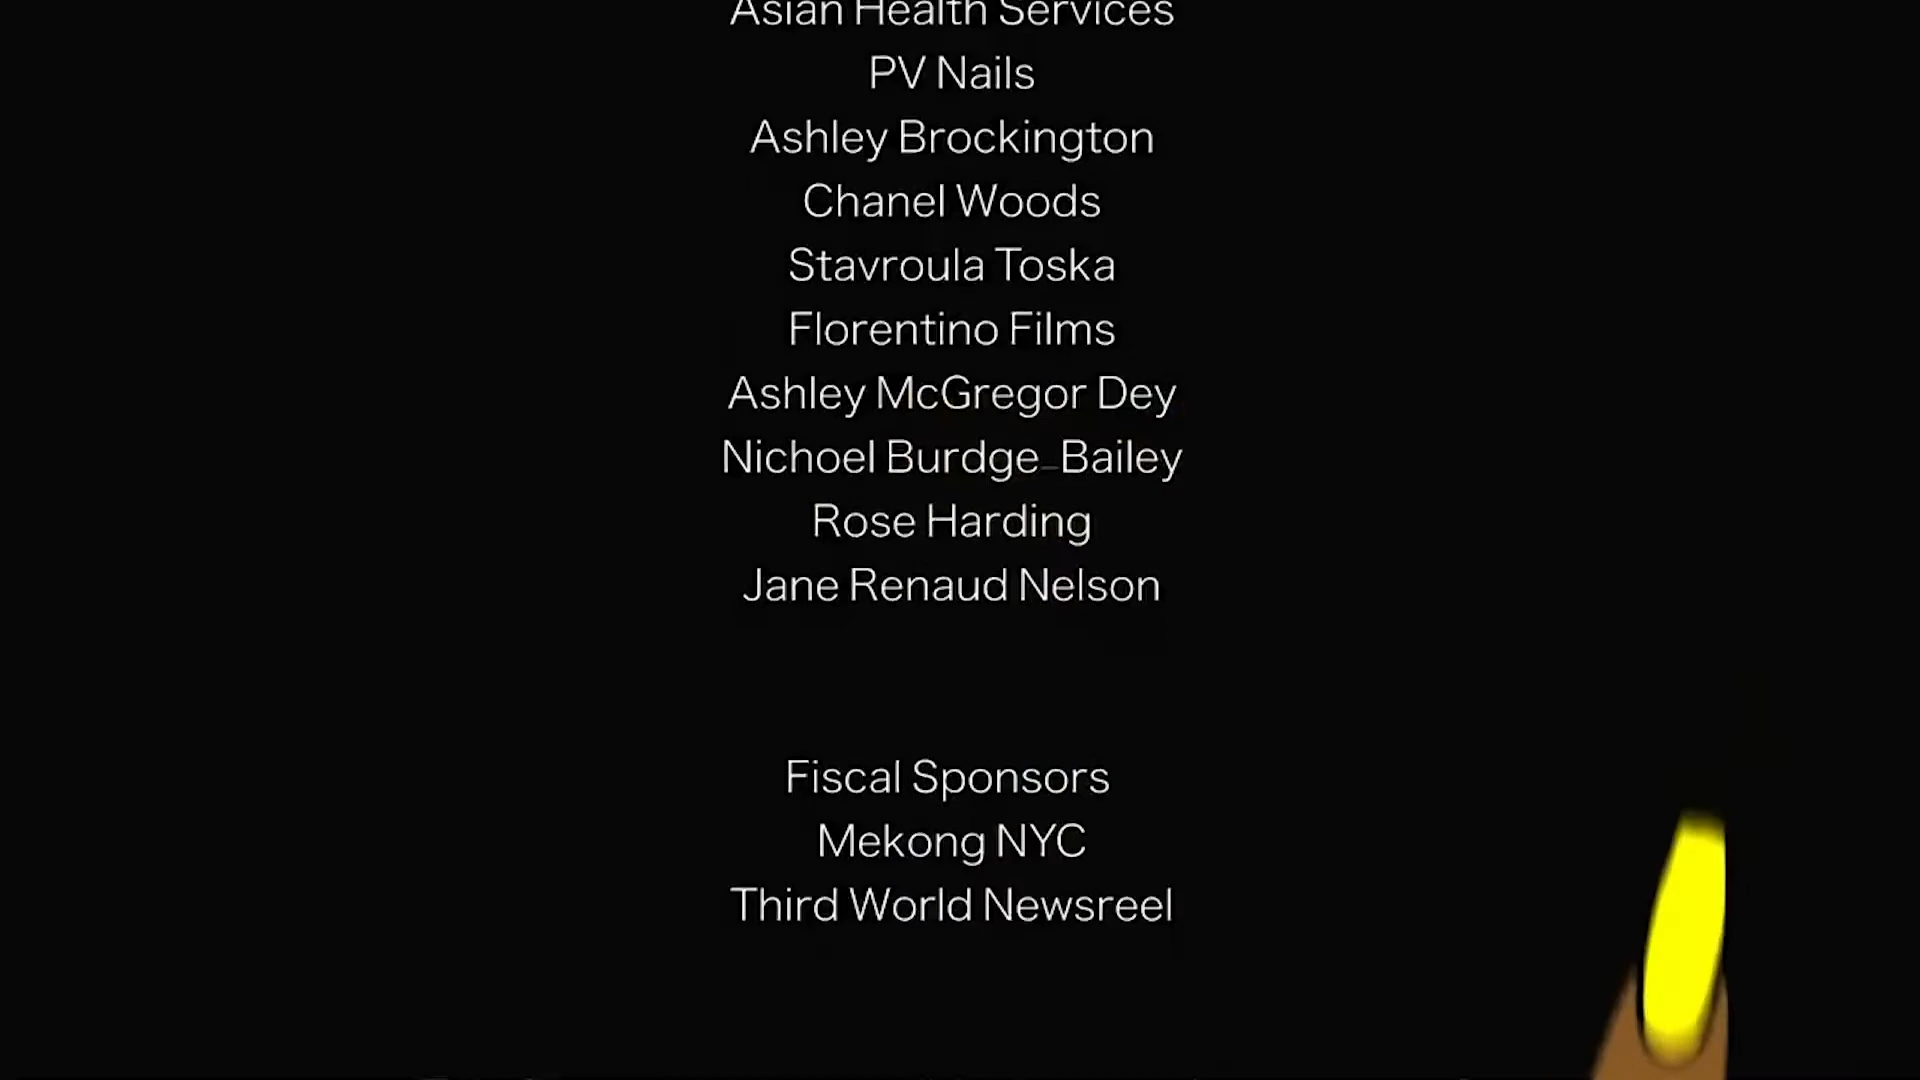 Asian Health Services
PV Nails
Ashley Brockington
Chanel Woods
Stavroula Toska
Florentino Films
Ashley McGregor Dey
Nichoel Burdge-Bailey
Rose Harding
Jane Renaud Nelson
Fiscal Sponsors
Mekong NYC
Third World Newsreel